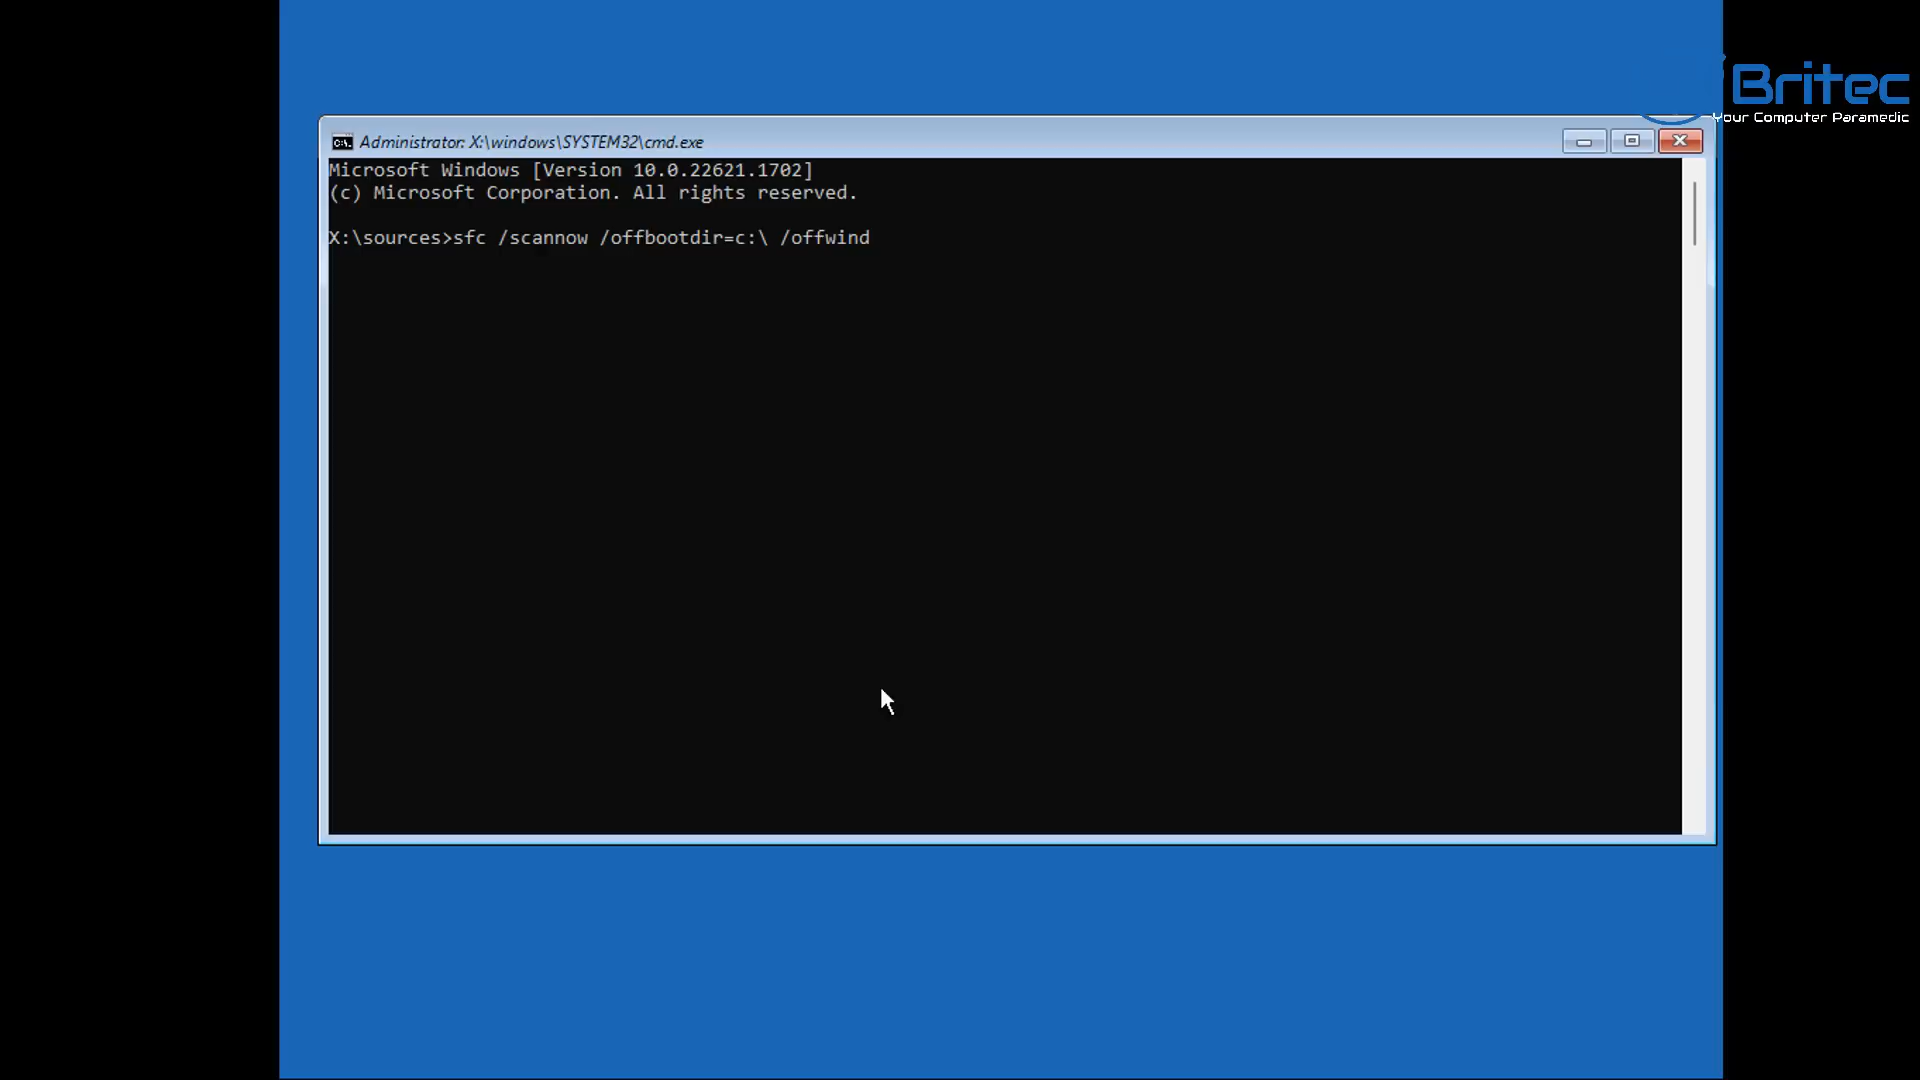 Britec
Your Computer Paramedic
Administrator: X:\windows\SYSTEM32\cmd.exe
Microsoft Windows [Version 10.0.22621.1702]
(c) Microsoft Corporation. All rights reserved.
X:\sources>sfc /scannow /offbootdir=c:\ /offwind